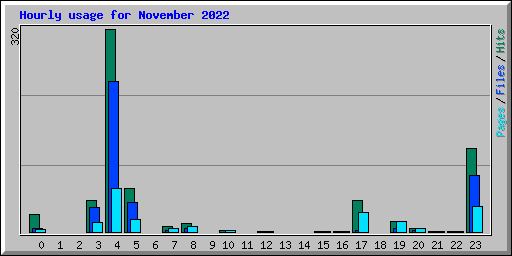 Hourly usage for November 2022
320
Pages/Files/Hits
0 1 2 3 4 5 6 7 8 9 10 11 12 13 14 15 16 17 18 19 20 21 22 23